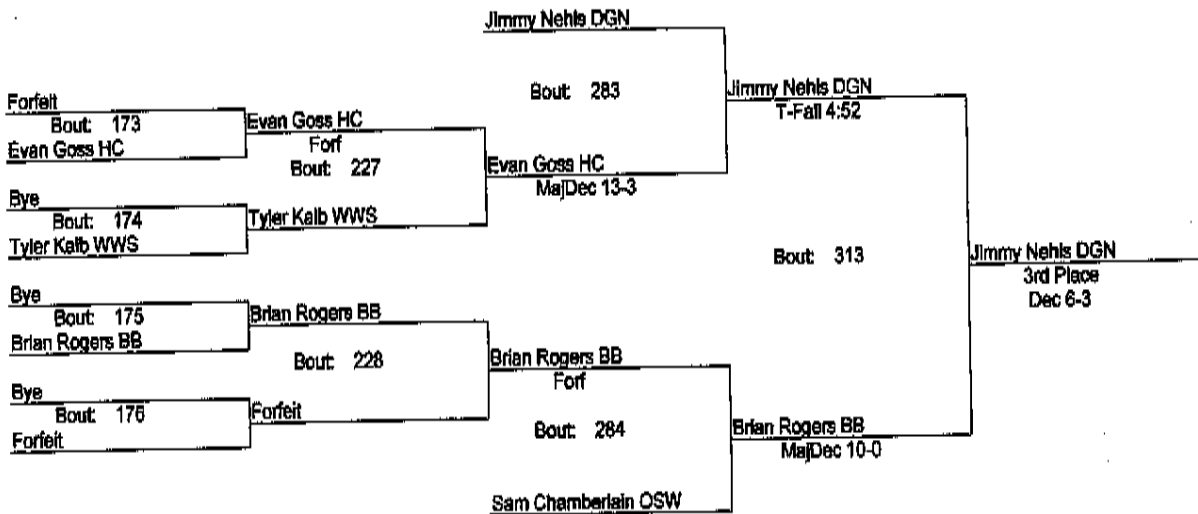 Jimmy Nehls DGN
Bout: 283
Jimmy Nehls DGN
T-Fall 4:52
Forfeit
Bout: 173
Evan Goss HC
Evan Goss HC
Forf
Bout: 227
Evan Goss HC
MajDec 13-3
Bye
Bout: 174
Tyler Kalb WWS
Tyler Kalb WWS
Bout: 313
Jimmy Nehls DGN
3rd Place
Dec 6-3
Bye
Bout: 175
Brian Rogers BB
Brian Rogers BB
Bout: 228
Brian Rogers BB
Forf
Bye
Bout: 176
Forfeit
Forfeit
Bout: 284
Brian Rogers BB
MajDec 10-0
Sam Chamberlain OSW